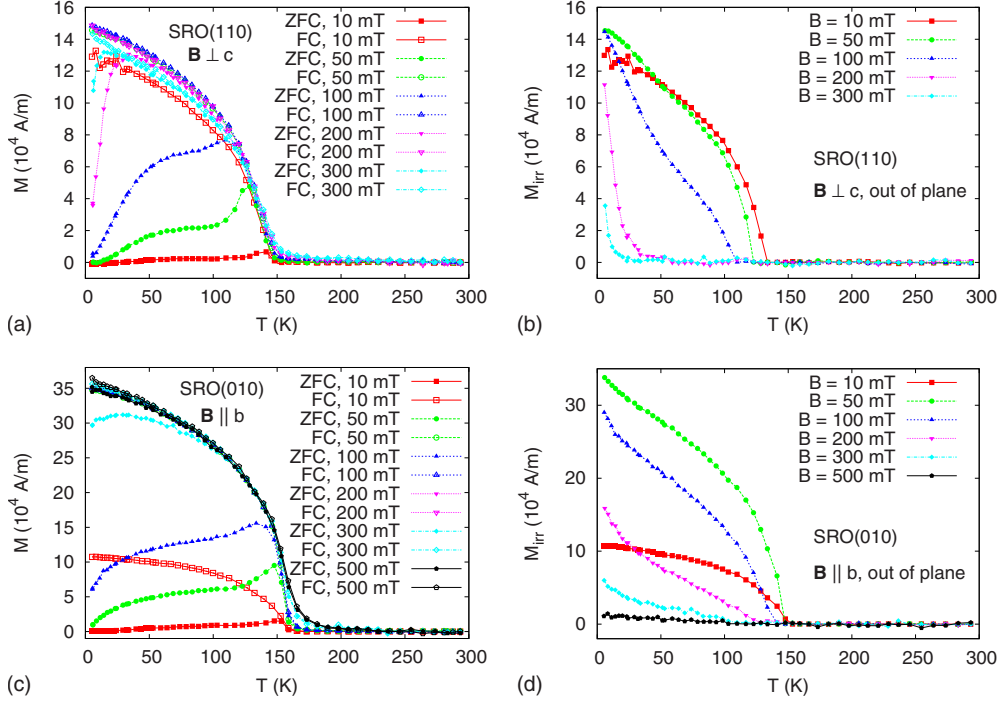 16
14
12
10
8
6
4
2
0
M (10⁴ A/m)
SRO(110)
B ⊥ c
ZFC, 10 mT
FC, 10 mT
ZFC, 50 mT
FC, 50 mT
ZFC, 100 mT
FC, 100 mT
ZFC, 200 mT
FC, 200 mT
ZFC, 300 mT
FC, 300 mT
0 50 100 150 200 250 300
T (K)
(a)
16
14
12
10
8
6
4
2
0
M_irr (10⁴ A/m)
B = 10 mT
B = 50 mT
B = 100 mT
B = 200 mT
B = 300 mT
SRO(110)
B ⊥ c, out of plane
0 50 100 150 200 250 300
T (K)
(b)
35
30
25
20
15
10
5
0
M (10⁴ A/m)
SRO(010)
B || b
ZFC, 10 mT
FC, 10 mT
ZFC, 50 mT
FC, 50 mT
ZFC, 100 mT
FC, 100 mT
ZFC, 200 mT
FC, 200 mT
ZFC, 300 mT
FC, 300 mT
ZFC, 500 mT
FC, 500 mT
0 50 100 150 200 250 300
T (K)
(c)
30
20
10
0
M_irr (10⁴ A/m)
B = 10 mT
B = 50 mT
B = 100 mT
B = 200 mT
B = 300 mT
B = 500 mT
SRO(010)
B || b, out of plane
0 50 100 150 200 250 300
T (K)
(d)